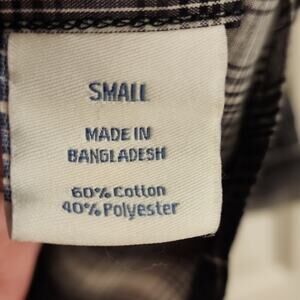 SMALL
MADE IN
BANGLADESH
60% Cotton
40% Polyester